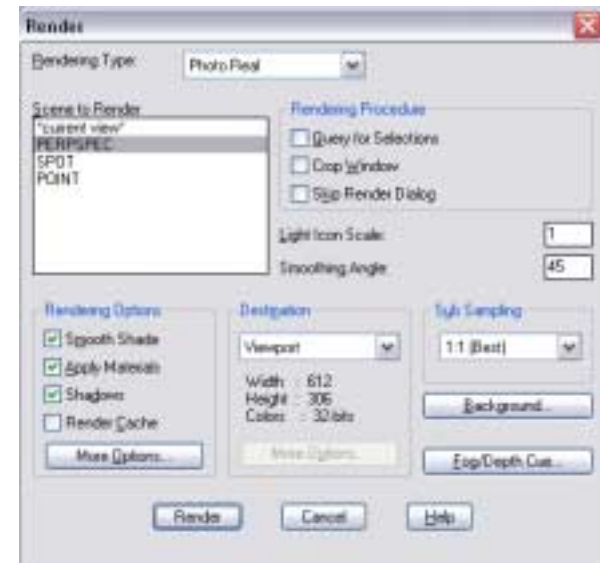 Render
Rendering Type:
Photo Real
Scene to Render
*current view*
PERPSPEC
SPOT
POINT
Rendering Procedure
Query for Selections
Crop Window
Skip Render Dialog
Light Icon Scale:
1
Smoothing Angle:
45
Rendering Options
Smooth Shade
Apply Materials
Shadows
Render Cache
More Options...
Destination
Viewport
Width : 612
Height : 306
Colors : 32-bits
More Options...
Sub Sampling
1:1 (Best)
Background...
Fog/Depth Cue...
Render
Cancel
Help